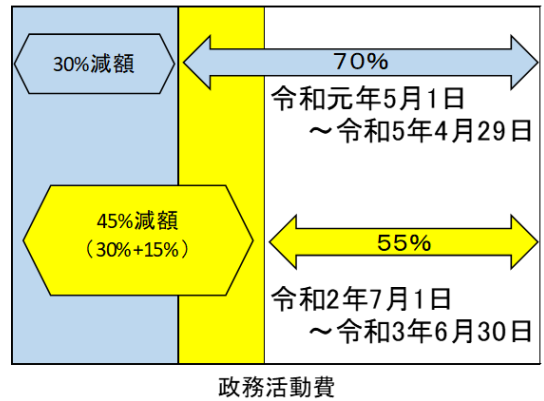 30%減額
70%
令和元年5月1日
～令和5年4月29日
45%減額
（30%+15%）
55%
令和2年7月1日
～令和3年6月30日
政務活動費